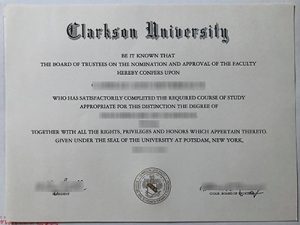 Clarkson University
BE IT KNOWN THAT
THE BOARD OF TRUSTEES ON THE NOMINATION AND APPROVAL OF THE FACULTY
HEREBY CONFERS UPON
WHO HAS SATISFACTORILY COMPLETED THE REQUIRED COURSE OF STUDY
APPROPRIATE FOR THIS DISTINCTION THE DEGREE OF
TOGETHER WITH ALL THE RIGHTS, PRIVILEGES AND HONORS WHICH APPERTAIN THERETO.
GIVEN UNDER THE SEAL OF THE UNIVERSITY AT POTSDAM, NEW YORK,
PRESIDENT